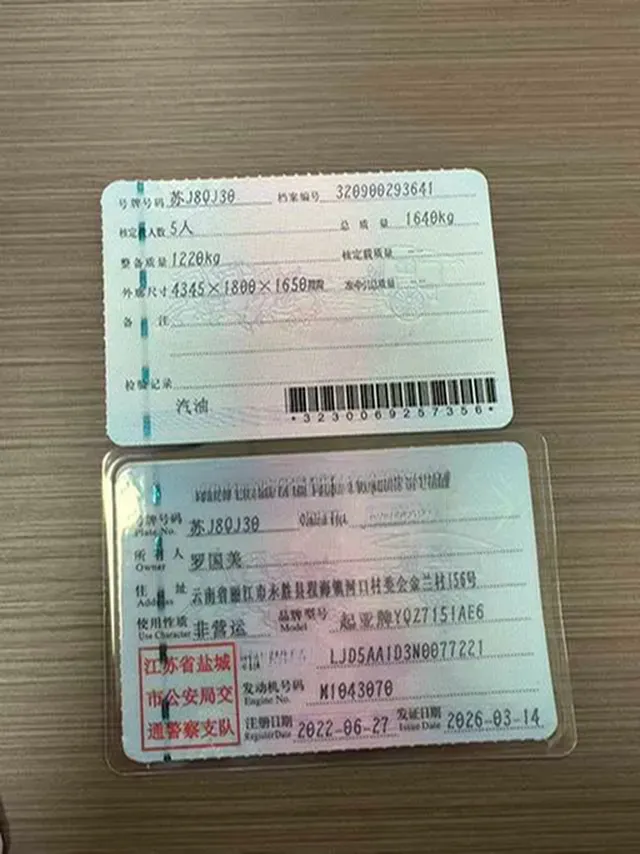 号牌号码 苏J8QJ30 档案编号 320900293641
核定载人数 5人 总质量 1640kg
整备质量 1220kg 核定载质量 --
外廓尺寸 4345×1800×1650 --
备注
检验记录
汽油
*3230069257356*
号牌号码 苏J8QJ30
Plate No.
所有人 罗国美
Owner
住址 云南省丽江市永胜县程海镇河口村委会金兰村156号
Address
使用性质 非营运 品牌型号 起亚牌YQZ7151AE6
Use Character Model
江苏省盐城 LJD5AA1D3N0077221
市公安局交 发动机号码 M1043070
Engine No.
通警察支队 注册日期 2022-06-27 发证日期 2026-03-14
Register Date Issue Date